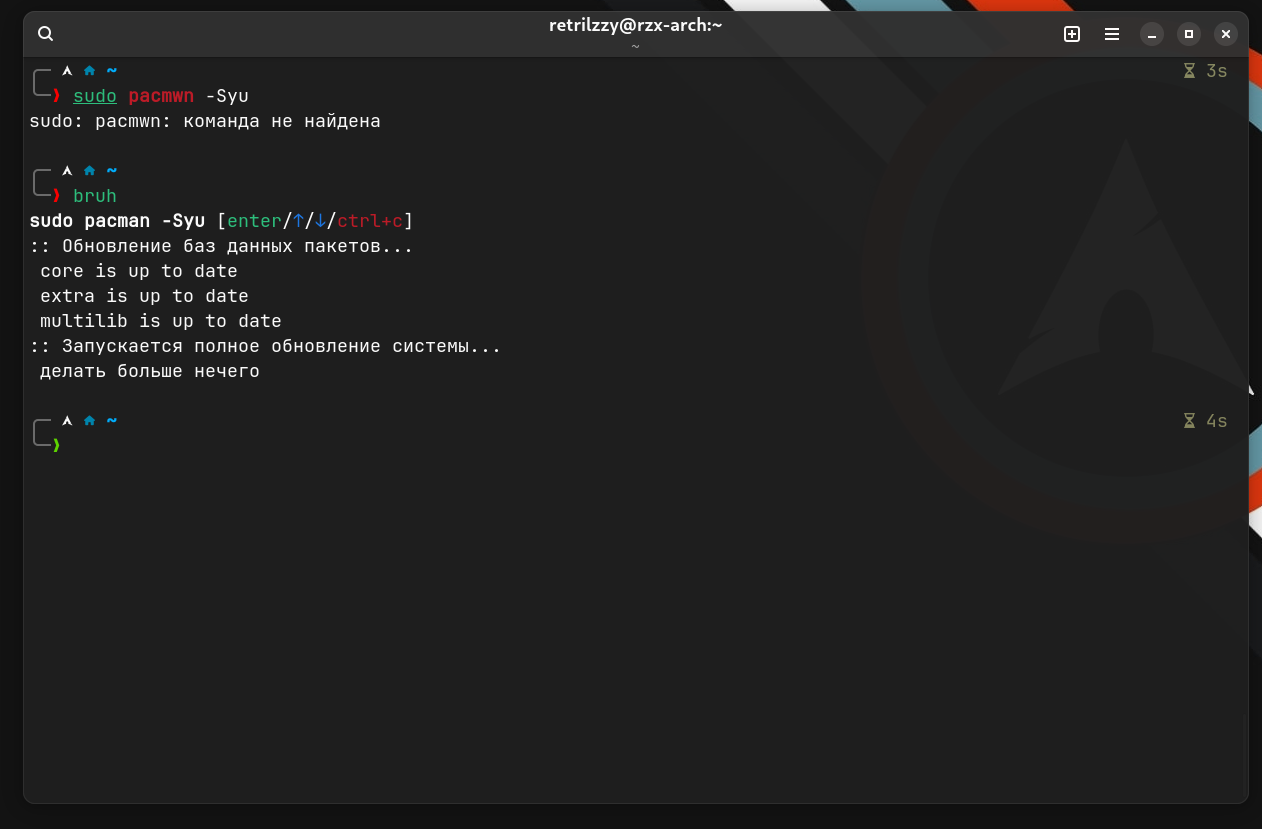 retrilzzy@rzx-arch:~
~
~ 3s
❯ sudo pacmwn -Syu
sudo: pacmwn: команда не найдена
~
❯ bruh
sudo pacman -Syu [enter/↑/↓/ctrl+c]
:: Обновление баз данных пакетов...
core is up to date
extra is up to date
multilib is up to date
:: Запускается полное обновление системы...
делать больше нечего
~ 4s
❯